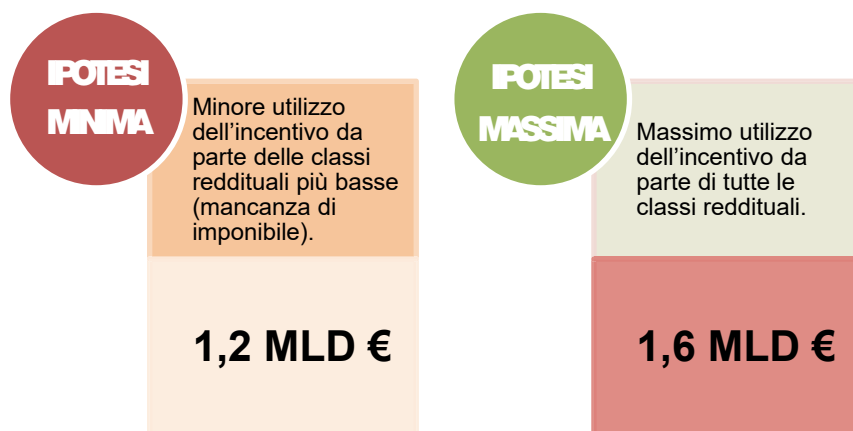 IPOTESI
MINIMA
Minore utilizzo
dell’incentivo da
parte delle classi
reddituali più basse
(mancanza di
imponibile).
1,2 MLD €
IPOTESI
MASSIMA
Massimo utilizzo
dell’incentivo da
parte di tutte le
classi reddituali.
1,6 MLD €